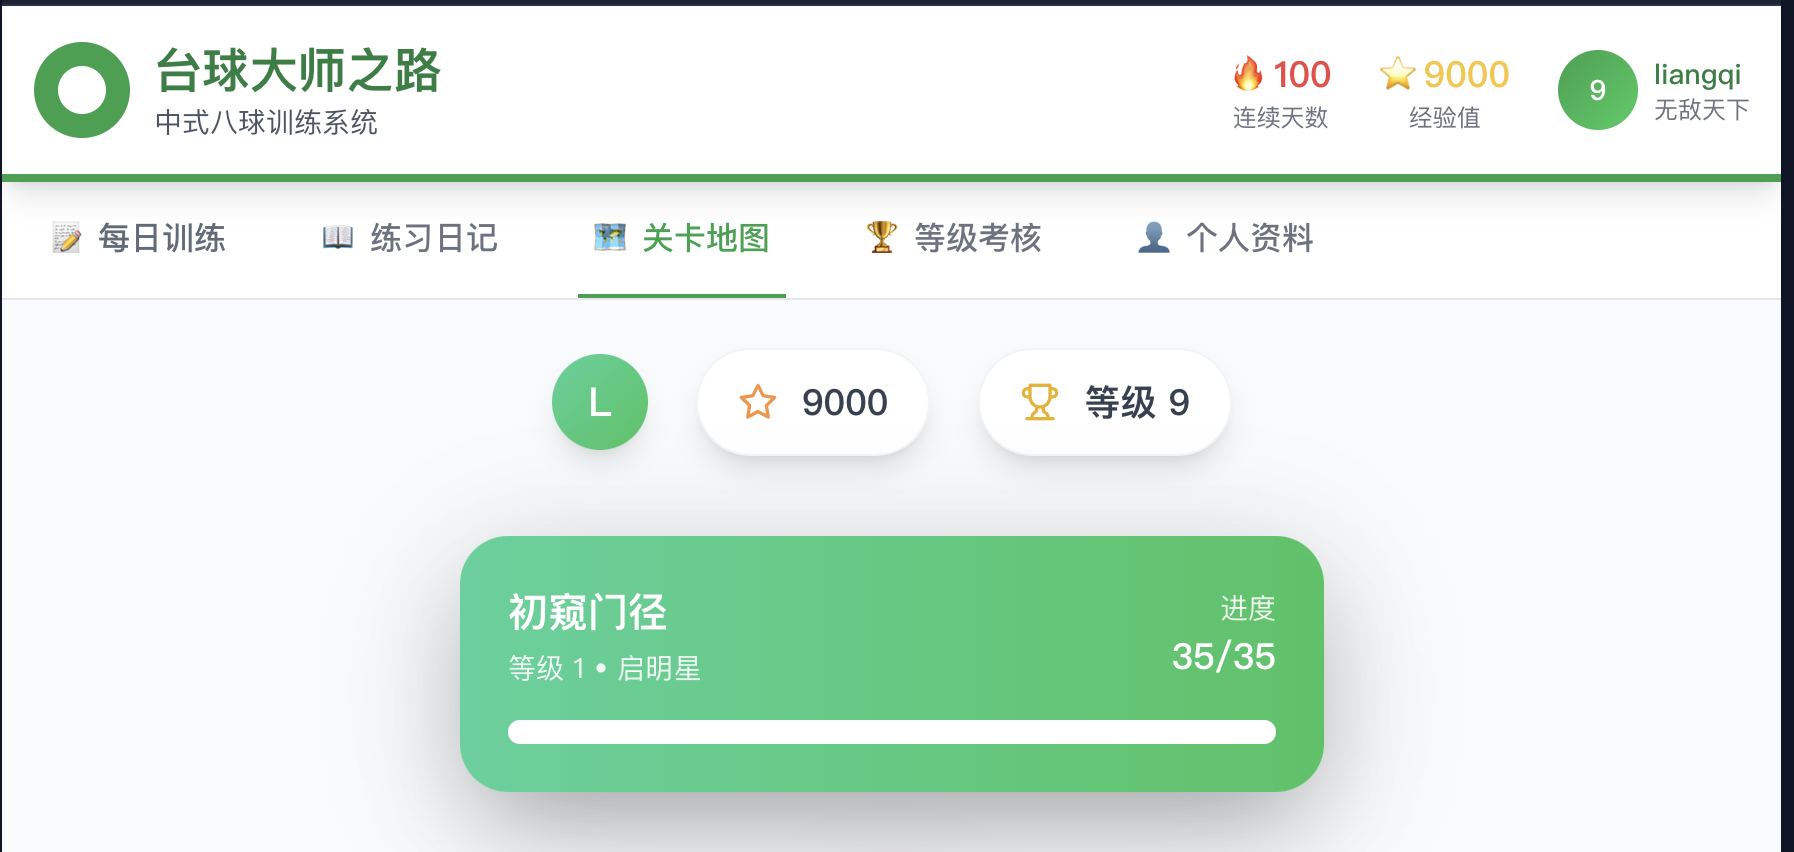 台球大师之路
中式八球训练系统
🔥 100
连续天数
⭐ 9000
经验值
9
liangqi
无敌天下
📝 每日训练
📖 练习日记
🗺️ 关卡地图
🏆 等级考核
👤 个人资料
L
9000
等级 9
初窥门径
等级 1 • 启明星
进度
35/35